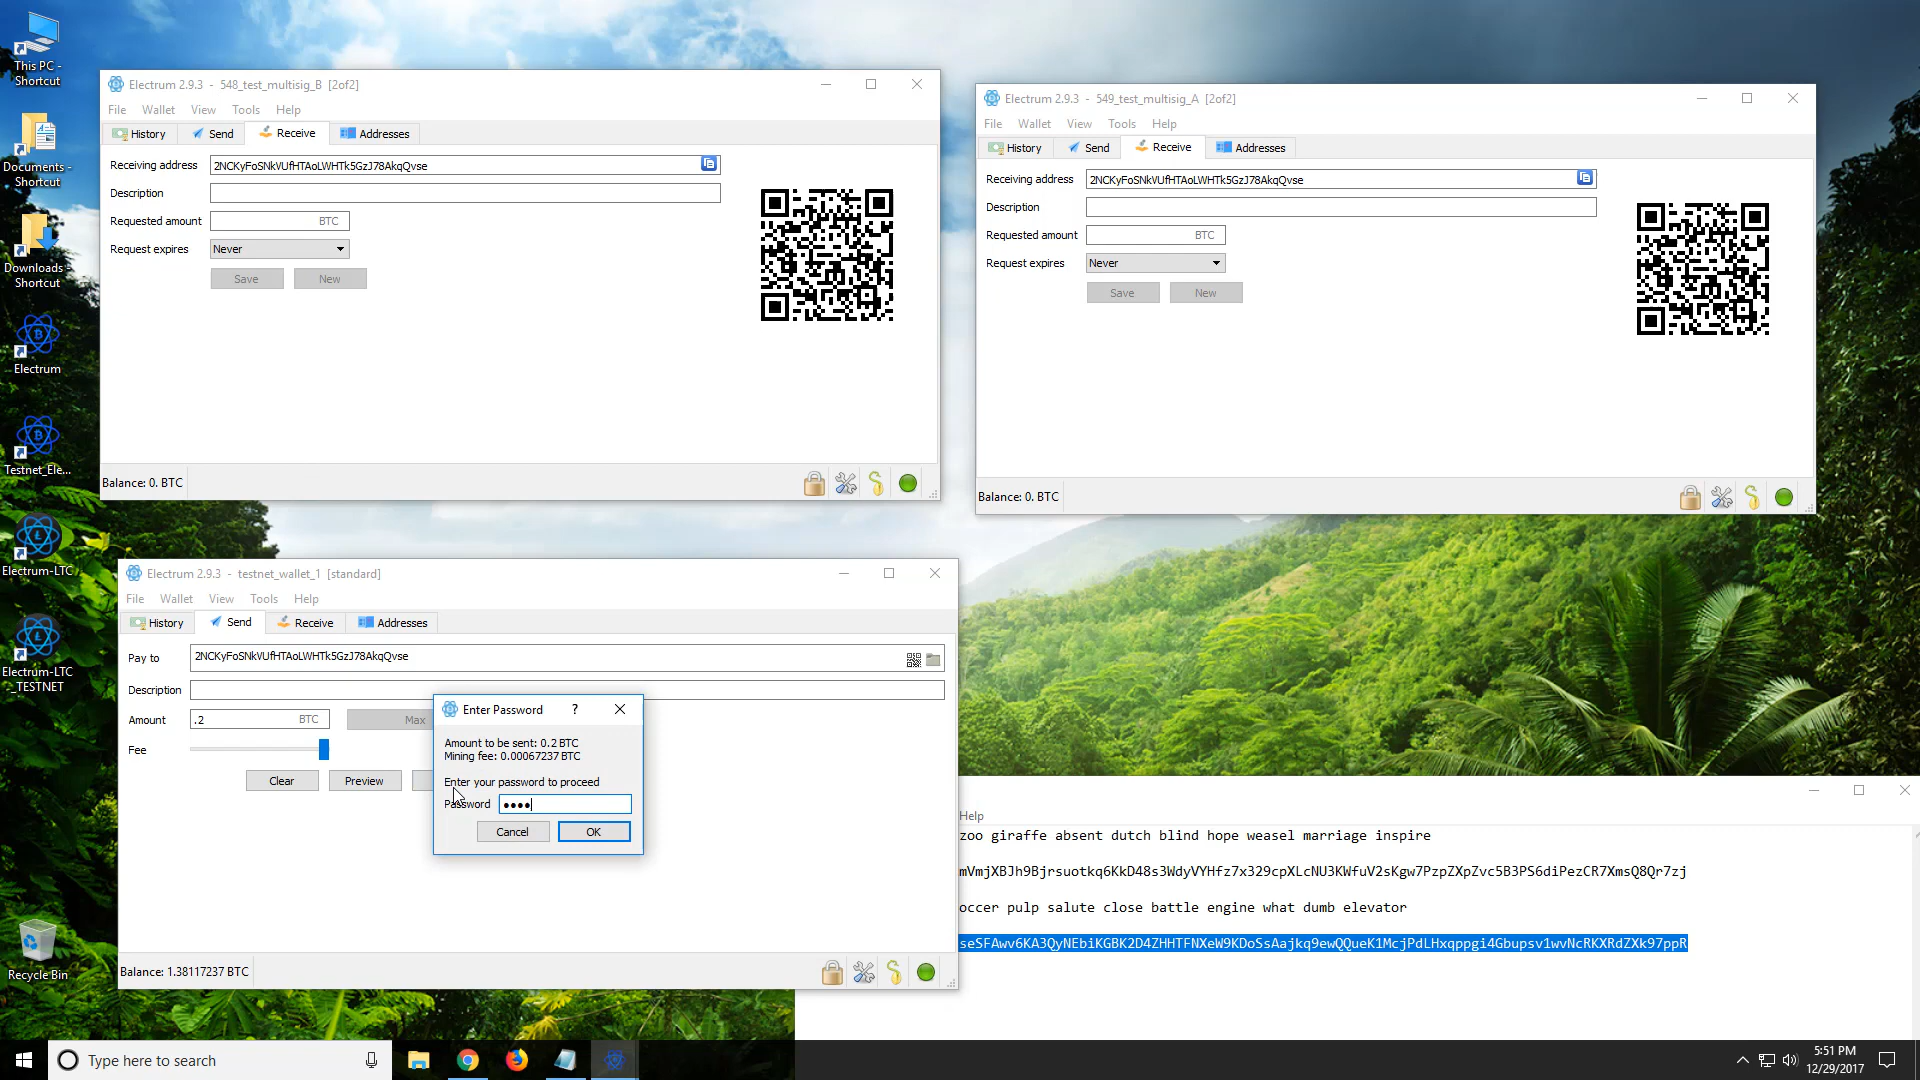 This PC -
Shortcut
Documents -
Shortcut
Downloads -
Shortcut
Electrum
Testnet_Ele...
Electrum-LTC
Electrum-LTC
_TESTNET
Recycle Bin
Electrum 2.9.3 - 548_test_multisig_B [2of2]
File Wallet View Tools Help
History Send Receive Addresses
Receiving address 2NCKyFoSNkVUfHTAoLWHTk5GzJ78AkqQvse
Description
Requested amount BTC
Request expires Never
Save New
Balance: 0. BTC
Electrum 2.9.3 - 549_test_multisig_A [2of2]
File Wallet View Tools Help
History Send Receive Addresses
Receiving address 2NCKyFoSNkVUfHTAoLWHTk5GzJ78AkqQvse
Description
Requested amount BTC
Request expires Never
Save New
Balance: 0. BTC
Electrum 2.9.3 - testnet_wallet_1 [standard]
File Wallet View Tools Help
History Send Receive Addresses
Pay to 2NCKyFoSNkVUfHTAoLWHTk5GzJ78AkqQvse
Description
Amount .2 BTC Max
Fee
Clear Preview
Balance: 1.38117237 BTC
Enter Password ?
Amount to be sent: 0.2 BTC
Mining fee: 0.00067237 BTC
Enter your password to proceed
Password
Cancel OK
Help
zoo giraffe absent dutch blind hope weasel marriage inspire
mVmjXBJh9Bjrsuotkq6KkD48s3WdyVYHfz7x329cpXLcNU3KWfuV2sKgw7PzpZXpZvc5B3PS6diPezCR7XmsQ8Qr7zj
occer pulp salute close battle engine what dumb elevator
seSFAwv6KA3QyNEbiKGBK2D4ZHHTFNXeW9KDoSsAajkq9ewQQueK1McjPdLHxqppgi4Gbupsv1wvNcRKXRdZXk97ppR
Type here to search
5:51 PM
12/29/2017